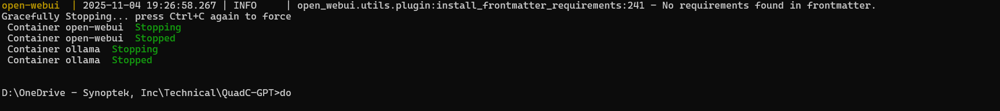 open-webui  | 2025-11-04 19:26:58.267 | INFO     | open_webui.utils.plugin:install_frontmatter_requirements:241 - No requirements found in frontmatter.
Gracefully Stopping... press Ctrl+C again to force
 Container open-webui  Stopping
 Container open-webui  Stopped
 Container ollama  Stopping
 Container ollama  Stopped
D:\OneDrive - Synoptek, Inc\Technical\QuadC-GPT>do